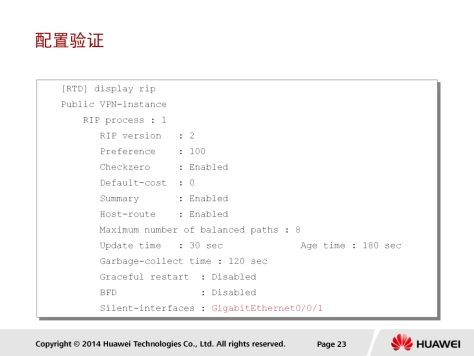 配置验证
[RTD] display rip
Public VPN-instance
RIP process : 1
RIP version : 2
Preference : 100
Checkzero : Enabled
Default-cost : 0
Summary : Enabled
Host-route : Enabled
Maximum number of balanced paths : 8
Update time : 30 sec Age time : 180 sec
Garbage-collect time : 120 sec
Graceful restart : Disabled
BFD : Disabled
Silent-interfaces : GigabitEthernet0/0/1
Copyright © 2014 Huawei Technologies Co., Ltd. All rights reserved. Page 23 HUAWEI